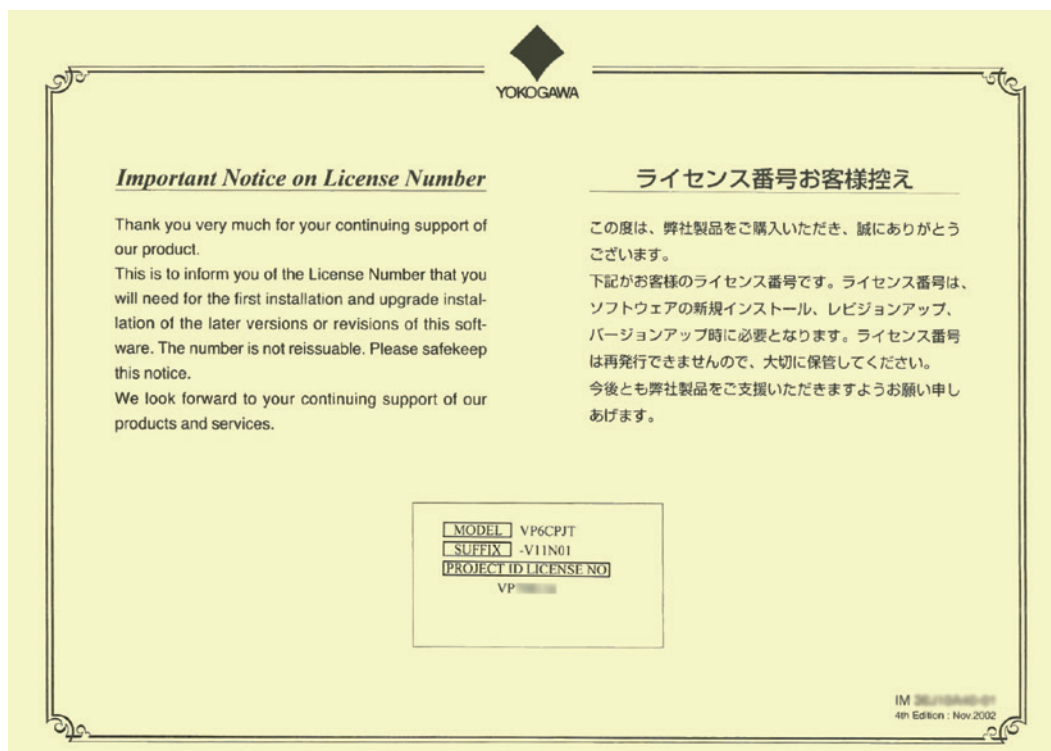 YOKOGAWA
Important Notice on License Number
Thank you very much for your continuing support of
our product.
This is to inform you of the License Number that you
will need for the first installation and upgrade instal-
lation of the later versions or revisions of this soft-
ware. The number is not reissuable. Please safekeep
this notice.
We look forward to your continuing support of our
products and services.
ライセンス番号お客様控え
この度は、弊社製品をご購入いただき、誠にありがとう
ございます。
下記がお客様のライセンス番号です。ライセンス番号は、
ソフトウェアの新規インストール、レビジョンアップ、
バージョンアップ時に必要となります。ライセンス番号
は再発行できませんので、大切に保管してください。
今後とも弊社製品をご支援いただきますようお願い申し
あげます。
MODEL VP6CPJT
SUFFIX -V11N01
PROJECT ID LICENSE NO
VP
IM
4th Edition : Nov.2002